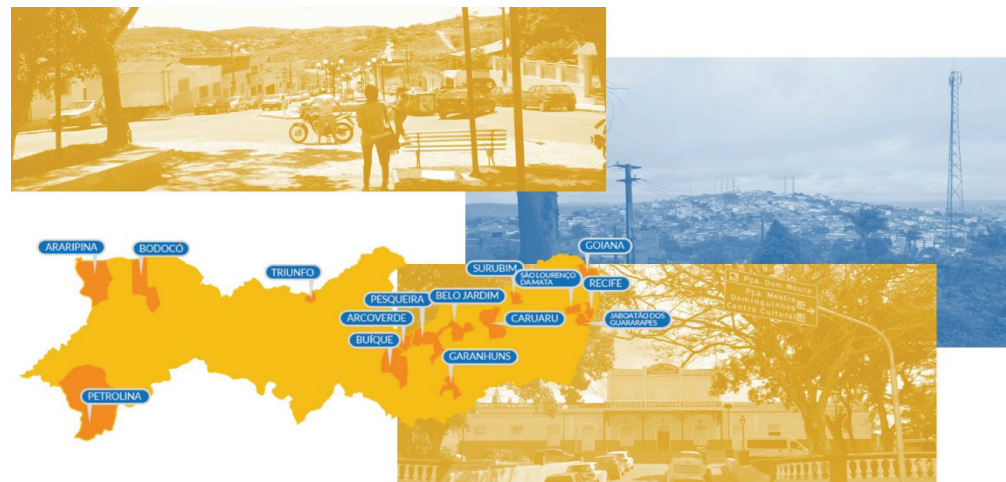 Pça. Dom Moura
Pça. Mestre
Dominguinhos
Centro Cultural
ARARIPINA
BODOCÓ
TRIUNFO
GOIANA
SURUBIM
SÃO LOURENÇO
DA MATA
RECIFE
PESQUEIRA
BELO JARDIM
ARCOVERDE
CARUARU
JABOATÃO DOS
GUARARAPES
BUÍQUE
GARANHUNS
PETROLINA